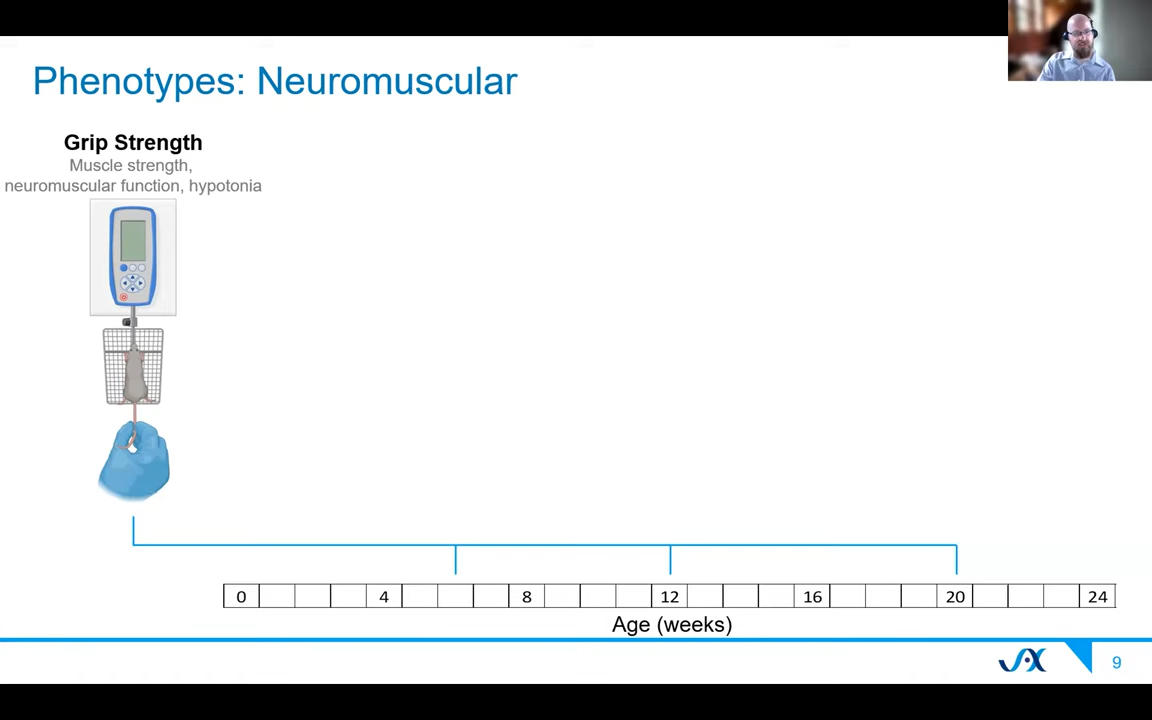 Phenotypes: Neuromuscular
Grip Strength
Muscle strength,
neuromuscular function, hypotonia
0 4 8 12 16 20 24
Age (weeks)
JAX
9